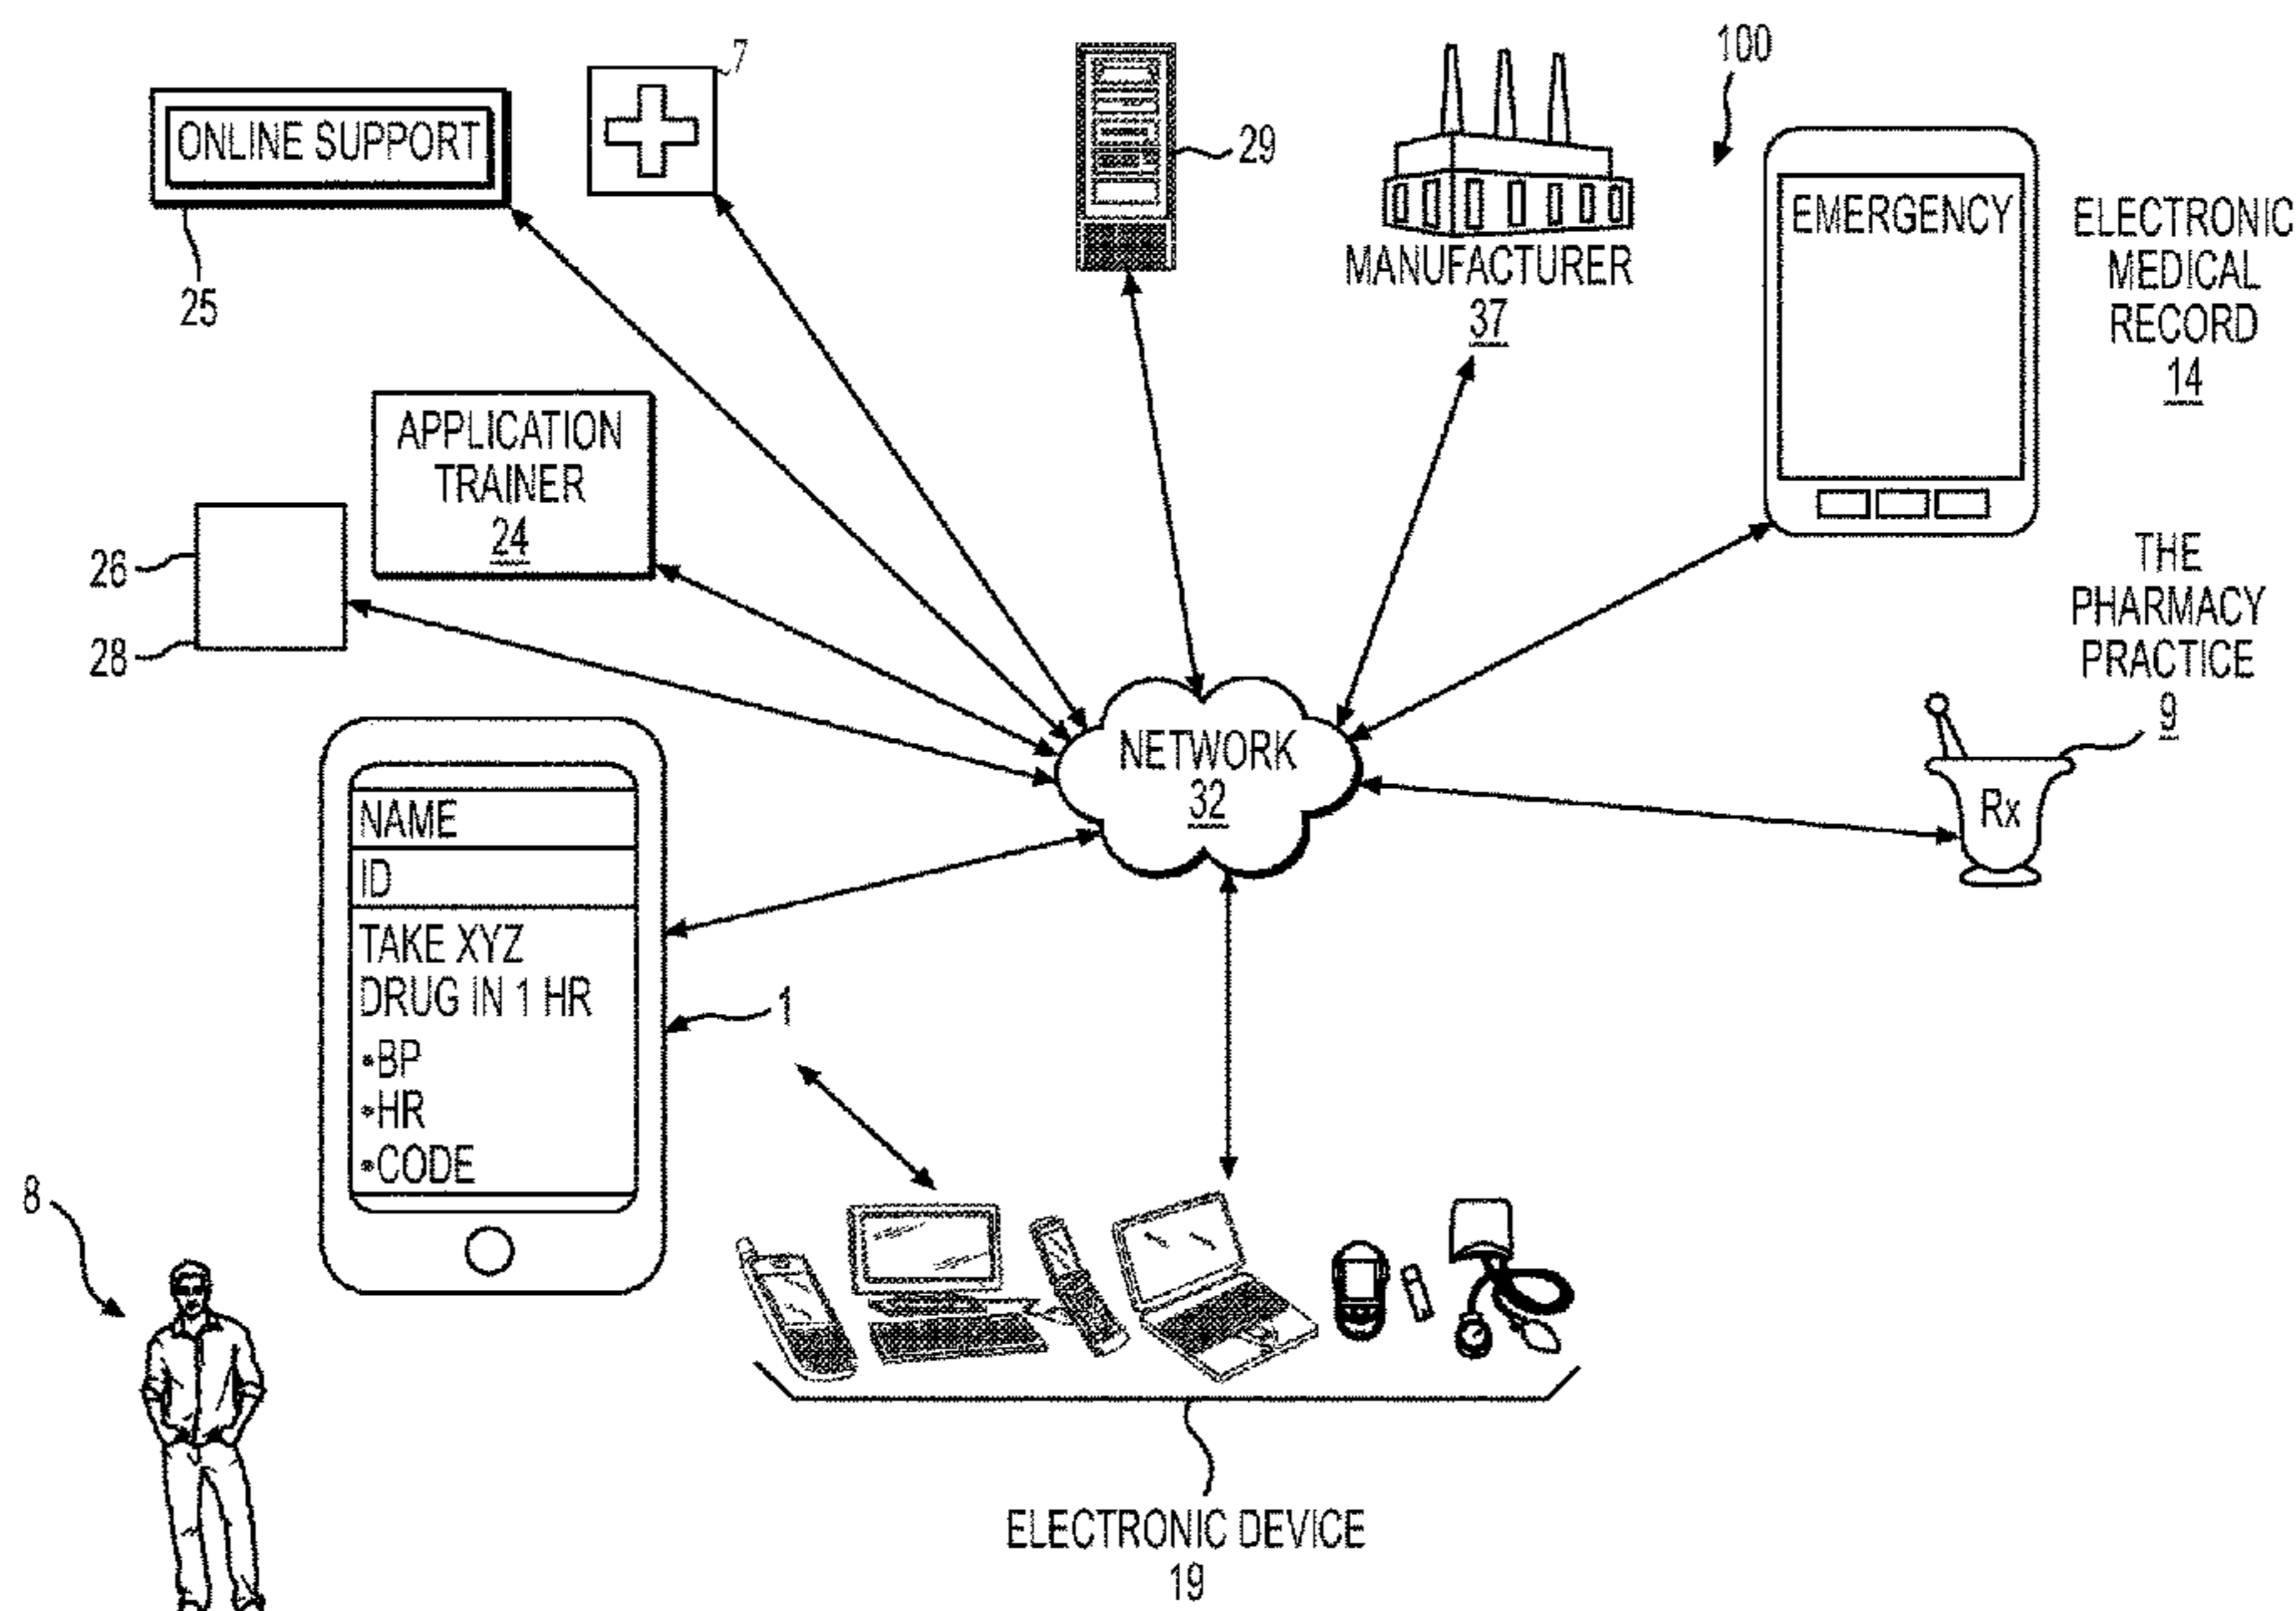 7
100
ONLINE SUPPORT
25
29
MANUFACTURER
37
EMERGENCY
ELECTRONIC
MEDICAL
RECORD
14
APPLICATION
TRAINER
24
26
28
THE
PHARMACY
PRACTICE
9
Rx
NETWORK
32
NAME
ID
TAKE XYZ
DRUG IN 1 HR
•BP
•HR
•CODE
1
8
ELECTRONIC DEVICE
19